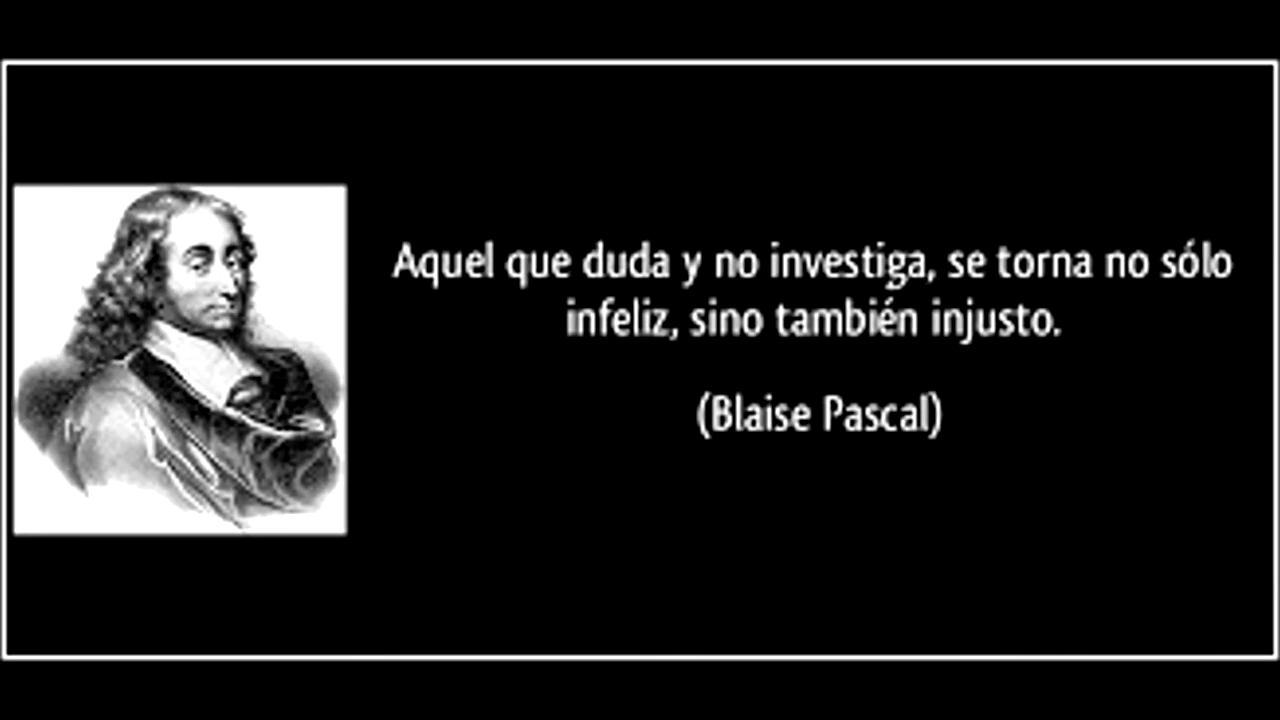 Aquel que duda y no investiga, se torna no sólo
infeliz, sino también injusto.
(Blaise Pascal)